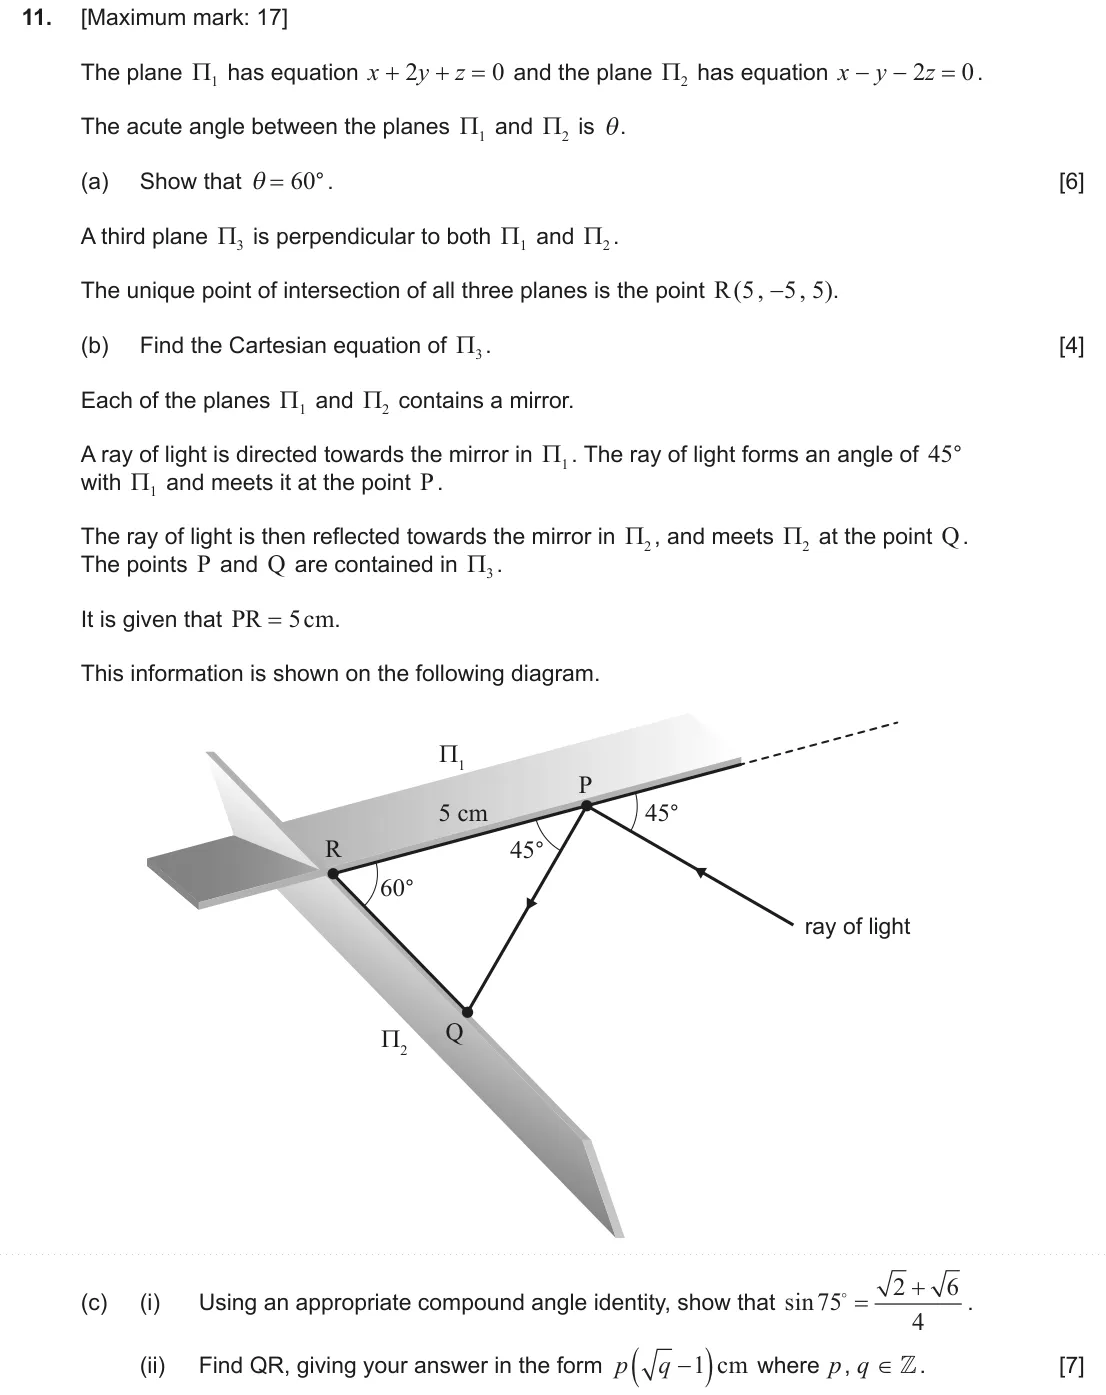 11. [Maximum mark: 17]
The plane Π₁ has equation x + 2y + z = 0 and the plane Π₂ has equation x − y − 2z = 0.
The acute angle between the planes Π₁ and Π₂ is θ.
(a) Show that θ = 60°. [6]
A third plane Π₃ is perpendicular to both Π₁ and Π₂.
The unique point of intersection of all three planes is the point R(5, −5, 5).
(b) Find the Cartesian equation of Π₃. [4]
Each of the planes Π₁ and Π₂ contains a mirror.
A ray of light is directed towards the mirror in Π₁. The ray of light forms an angle of 45°
with Π₁ and meets it at the point P.
The ray of light is then reflected towards the mirror in Π₂, and meets Π₂ at the point Q.
The points P and Q are contained in Π₃.
It is given that PR = 5 cm.
This information is shown on the following diagram.
Π₁
P
5 cm
45°
R
45°
60°
ray of light
Q
Π₂
(c) (i) Using an appropriate compound angle identity, show that sin 75° = (√2 + √6)/4.
(ii) Find QR, giving your answer in the form p(√q − 1) cm where p, q ∈ ℤ. [7]